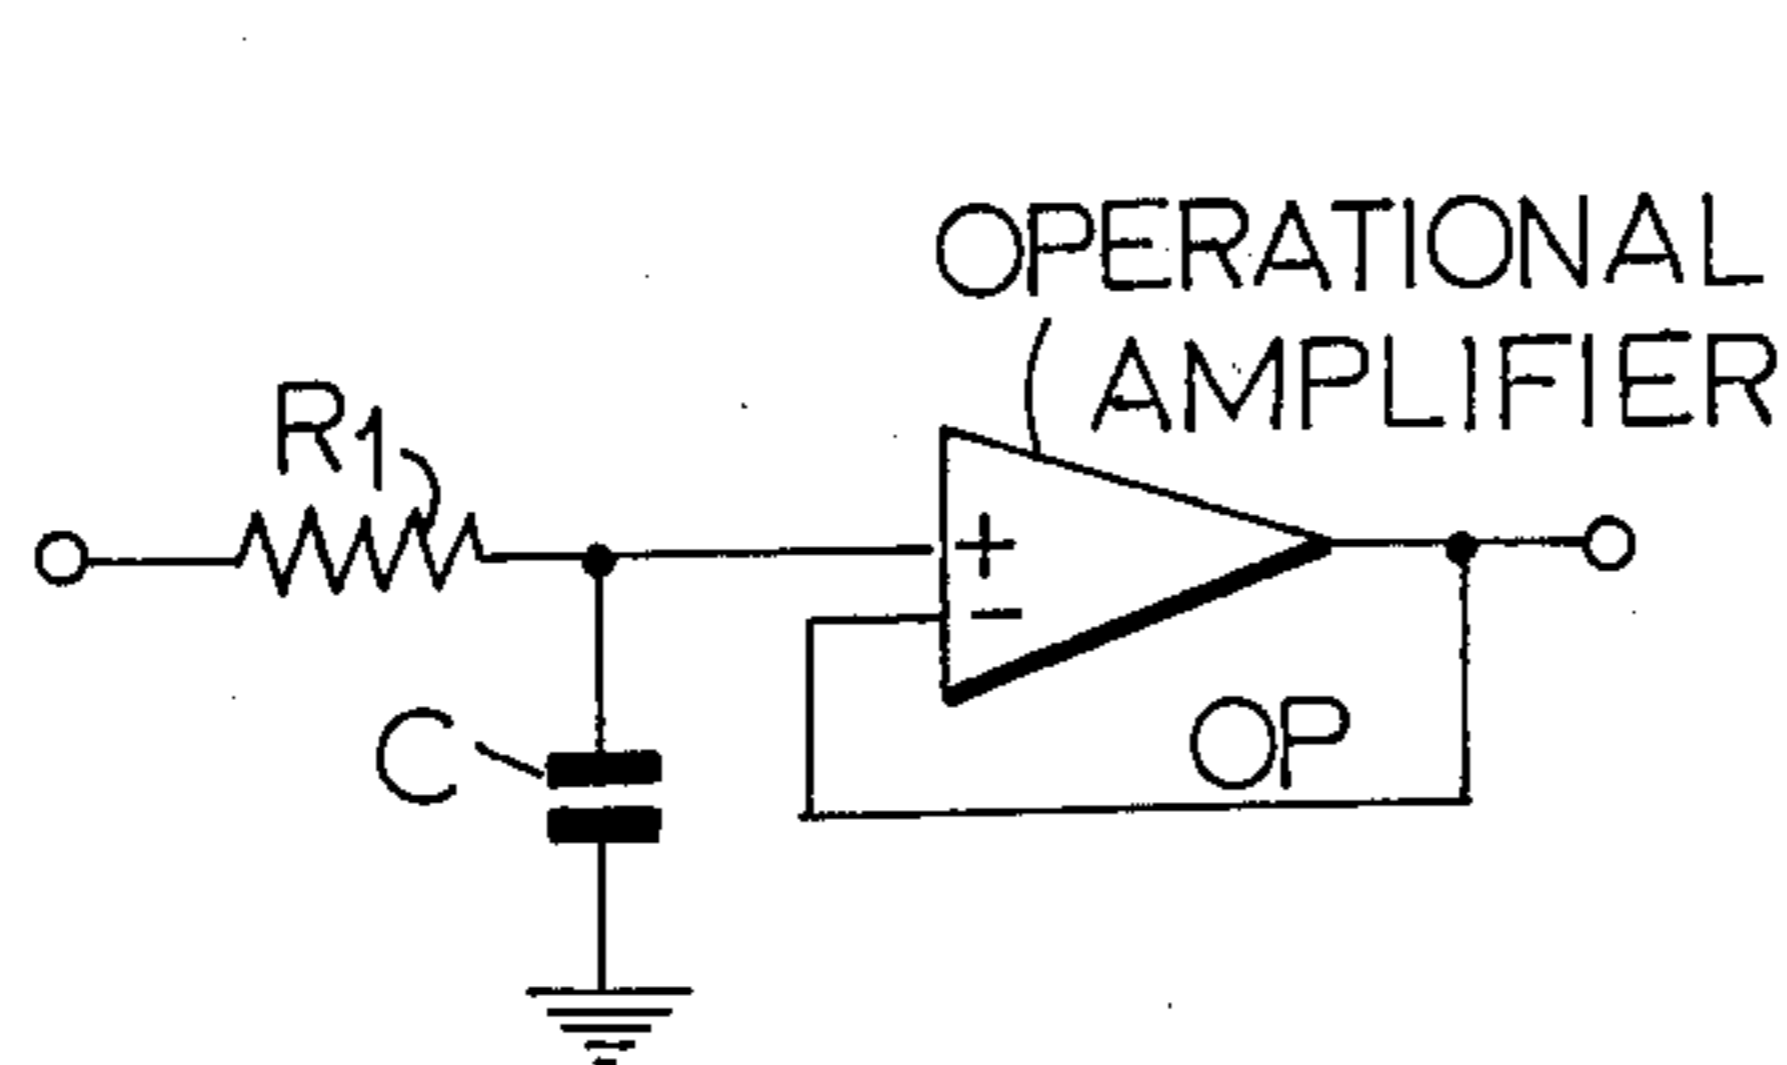 OPERATIONAL
AMPLIFIER
R1
+
−
C
OP